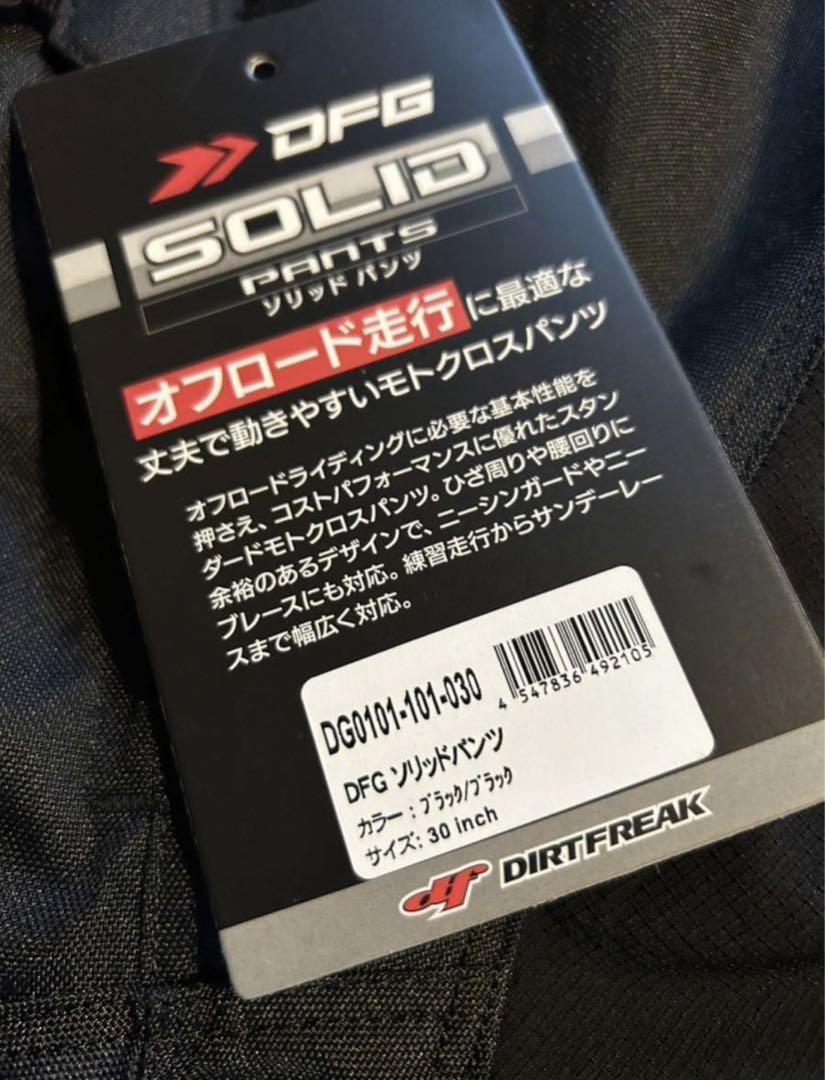 DFG
SOLID
PANTS
ソリッド パンツ
オフロード走行に最適な
丈夫で動きやすいモトクロスパンツ
オフロードライディングに必要な基本性能を
押さえ、コストパフォーマンスに優れたスタン
ダードモトクロスパンツ。ひざ周りや腰回りに
余裕のあるデザインで、ニーシンガードやニー
ブレースにも対応。練習走行からサンデーレー
スまで幅広く対応。
DG0101-101-030
4 547836 492105
DFG ソリッドパンツ
カラー：ブラック/ブラック
サイズ: 30 inch
df DIRTFREAK